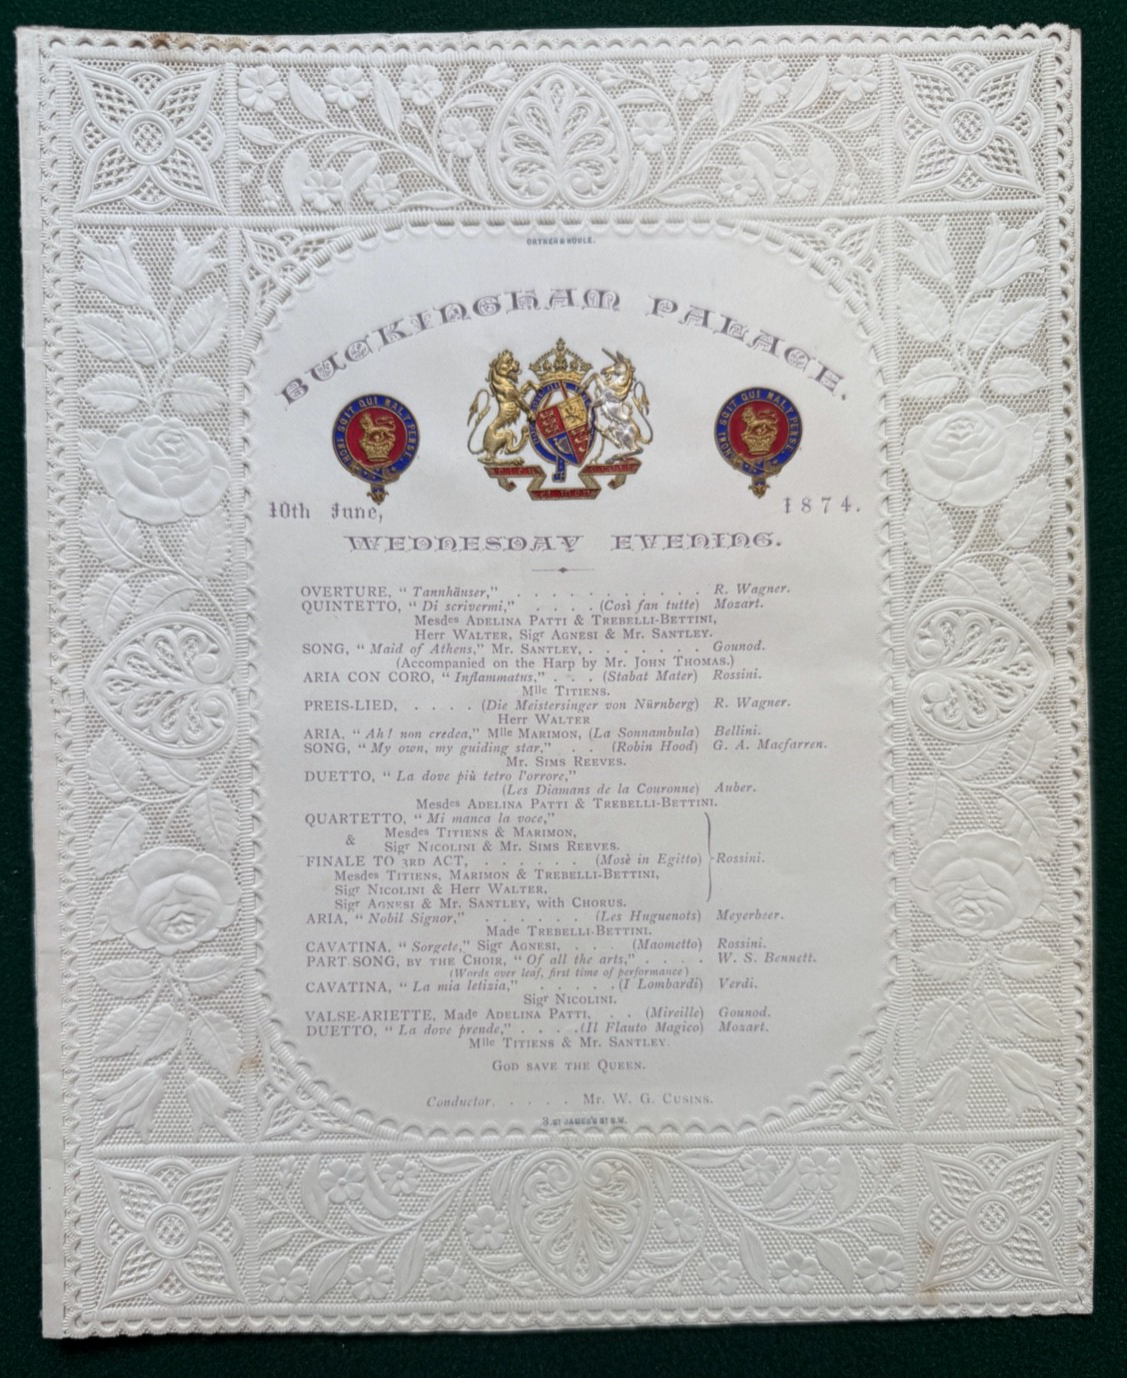 ORTNER & HOULE.
BUCKINGHAM PALACE.
HONI SOIT QUI MAL Y PENSE
HONI SOIT QUI MAL Y PENSE
10th June, 1874.
WEDNESDAY EVENING.
OVERTURE, “ Tannhäuser,” . . . . . . . . . . . R. Wagner.
QUINTETTO, “ Di scrivermi,” . . . . (Così fan tutte) Mozart.
Mesdes ADELINA PATTI & TREBELLI-BETTINI,
Herr WALTER, Sigr AGNESI & Mr. SANTLEY.
SONG, “ Maid of Athens,” Mr. SANTLEY, . . . . . . . Gounod.
(Accompanied on the Harp by Mr. JOHN THOMAS.)
ARIA CON CORO, “ Inflammatus,” . . . (Stabat Mater) Rossini.
Mlle TITIENS.
PREIS-LIED, . . . . (Die Meistersinger von Nürnberg) R. Wagner.
Herr WALTER
ARIA, “ Ah! non credea,” Mlle MARIMON, (La Sonnambula) Bellini.
SONG, “ My own, my guiding star,” . . (Robin Hood) G. A. Macfarren.
Mr. SIMS REEVES.
DUETTO, “ La dove più tetro l'orrore,”
(Les Diamans de la Couronne) Auber.
Mesdes ADELINA PATTI & TREBELLI-BETTINI.
QUARTETTO, “ Mi manca la voce,”
Mesdes TITIENS & MARIMON,
&
Sigr NICOLINI & Mr. SIMS REEVES.
FINALE TO 3RD ACT, . . . . . . (Mosè in Egitto) Rossini.
Mesdes TITIENS, MARIMON & TREBELLI-BETTINI,
Sigr NICOLINI & Herr WALTER,
Sigr AGNESI & Mr. SANTLEY, with CHORUS.
ARIA, “ Nobil Signor,” . . . . . . (Les Huguenots) Meyerbeer.
Made TREBELLI-BETTINI.
CAVATINA, “ Sorgete,” Sigr AGNESI, . . . (Maometto) Rossini.
PART SONG, BY THE CHOIR, “ Of all the arts,” . . . . W. S. Bennett.
(Words over leaf, first time of performance)
CAVATINA, “ La mia letizia,” . . . . . (I Lombardi) Verdi.
Sigr NICOLINI.
VALSE-ARIETTE, Made ADELINA PATTI, . . (Mireille) Gounod.
DUETTO, “ La dove prende,” . . . . (Il Flauto Magico) Mozart.
Mlle TITIENS & Mr. SANTLEY.
GOD SAVE THE QUEEN.
Conductor, . . . . Mr. W. G. CUSINS.
3. ST JAMES'S ST S.W.